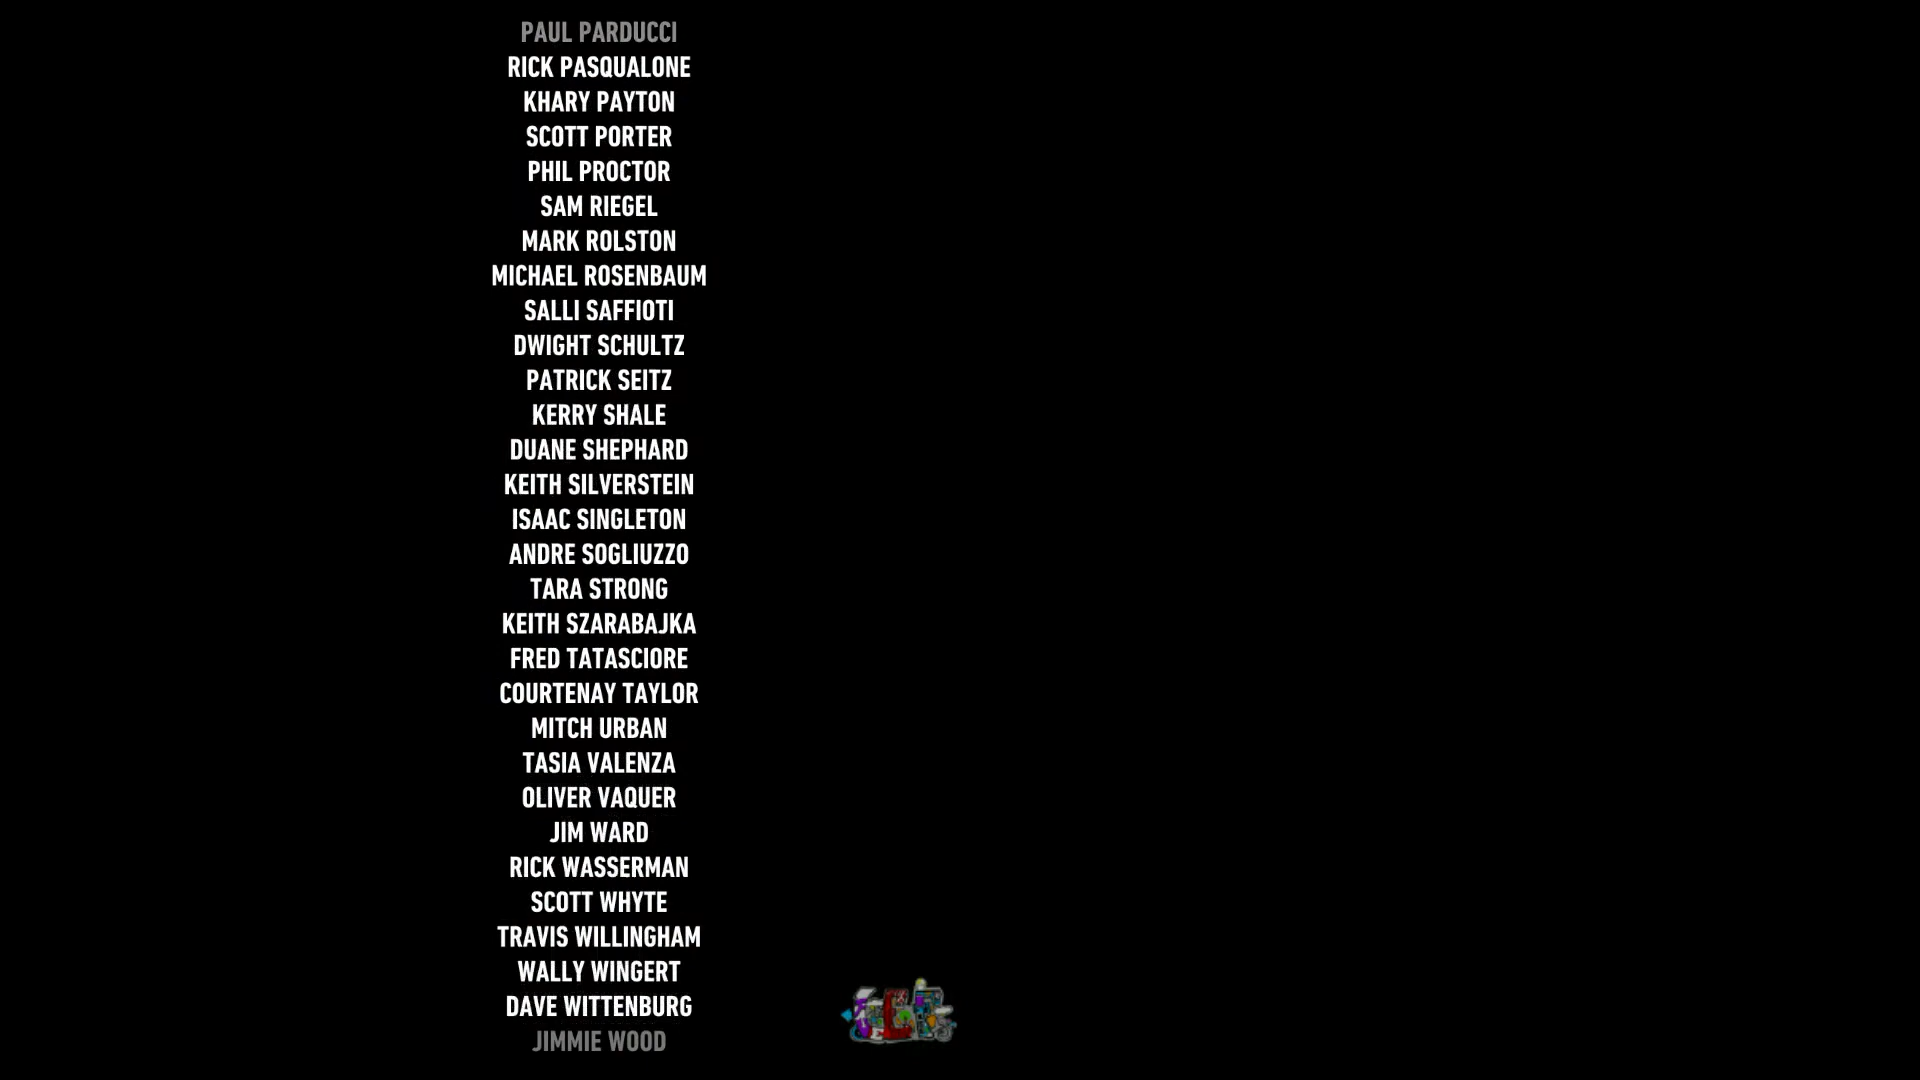 PAUL PARDUCCI
RICK PASQUALONE
KHARY PAYTON
SCOTT PORTER
PHIL PROCTOR
SAM RIEGEL
MARK ROLSTON
MICHAEL ROSENBAUM
SALLI SAFFIOTI
DWIGHT SCHULTZ
PATRICK SEITZ
KERRY SHALE
DUANE SHEPHARD
KEITH SILVERSTEIN
ISAAC SINGLETON
ANDRE SOGLIUZZO
TARA STRONG
KEITH SZARABAJKA
FRED TATASCIORE
COURTENAY TAYLOR
MITCH URBAN
TASIA VALENZA
OLIVER VAQUER
JIM WARD
RICK WASSERMAN
SCOTT WHYTE
TRAVIS WILLINGHAM
WALLY WINGERT
DAVE WITTENBURG
JIMMIE WOOD